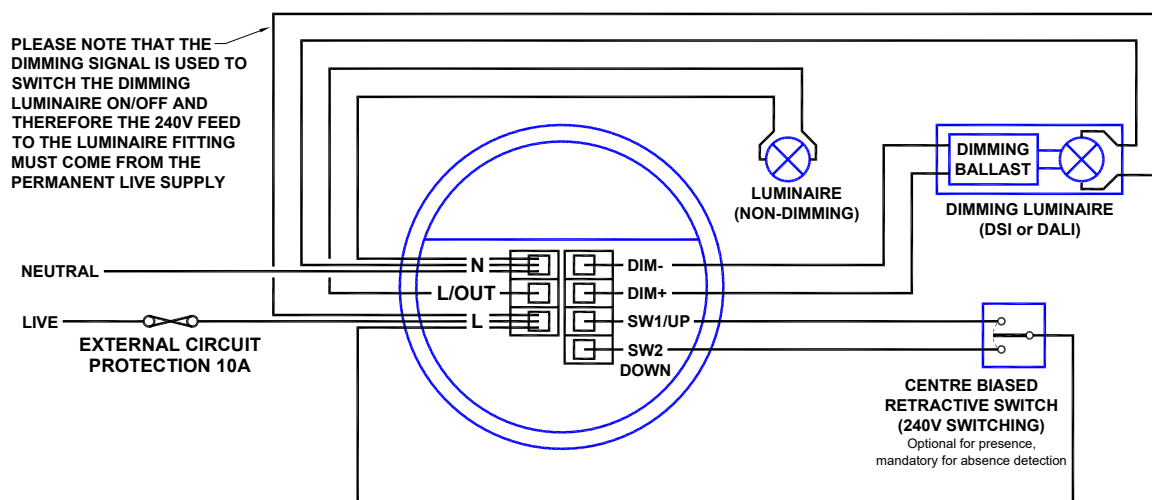 PLEASE NOTE THAT THE
DIMMING SIGNAL IS USED TO
SWITCH THE DIMMING
LUMINAIRE ON/OFF AND
THEREFORE THE 240V FEED
TO THE LUMINAIRE FITTING
MUST COME FROM THE
PERMANENT LIVE SUPPLY
LUMINAIRE
(NON-DIMMING)
DIMMING
BALLAST
DIMMING LUMINAIRE
(DSI or DALI)
NEUTRAL
N
L/OUT
L
DIM-
DIM+
SW1/UP
SW2
DOWN
LIVE
EXTERNAL CIRCUIT
PROTECTION 10A
CENTRE BIASED
RETRACTIVE SWITCH
(240V SWITCHING)
Optional for presence,
mandatory for absence detection